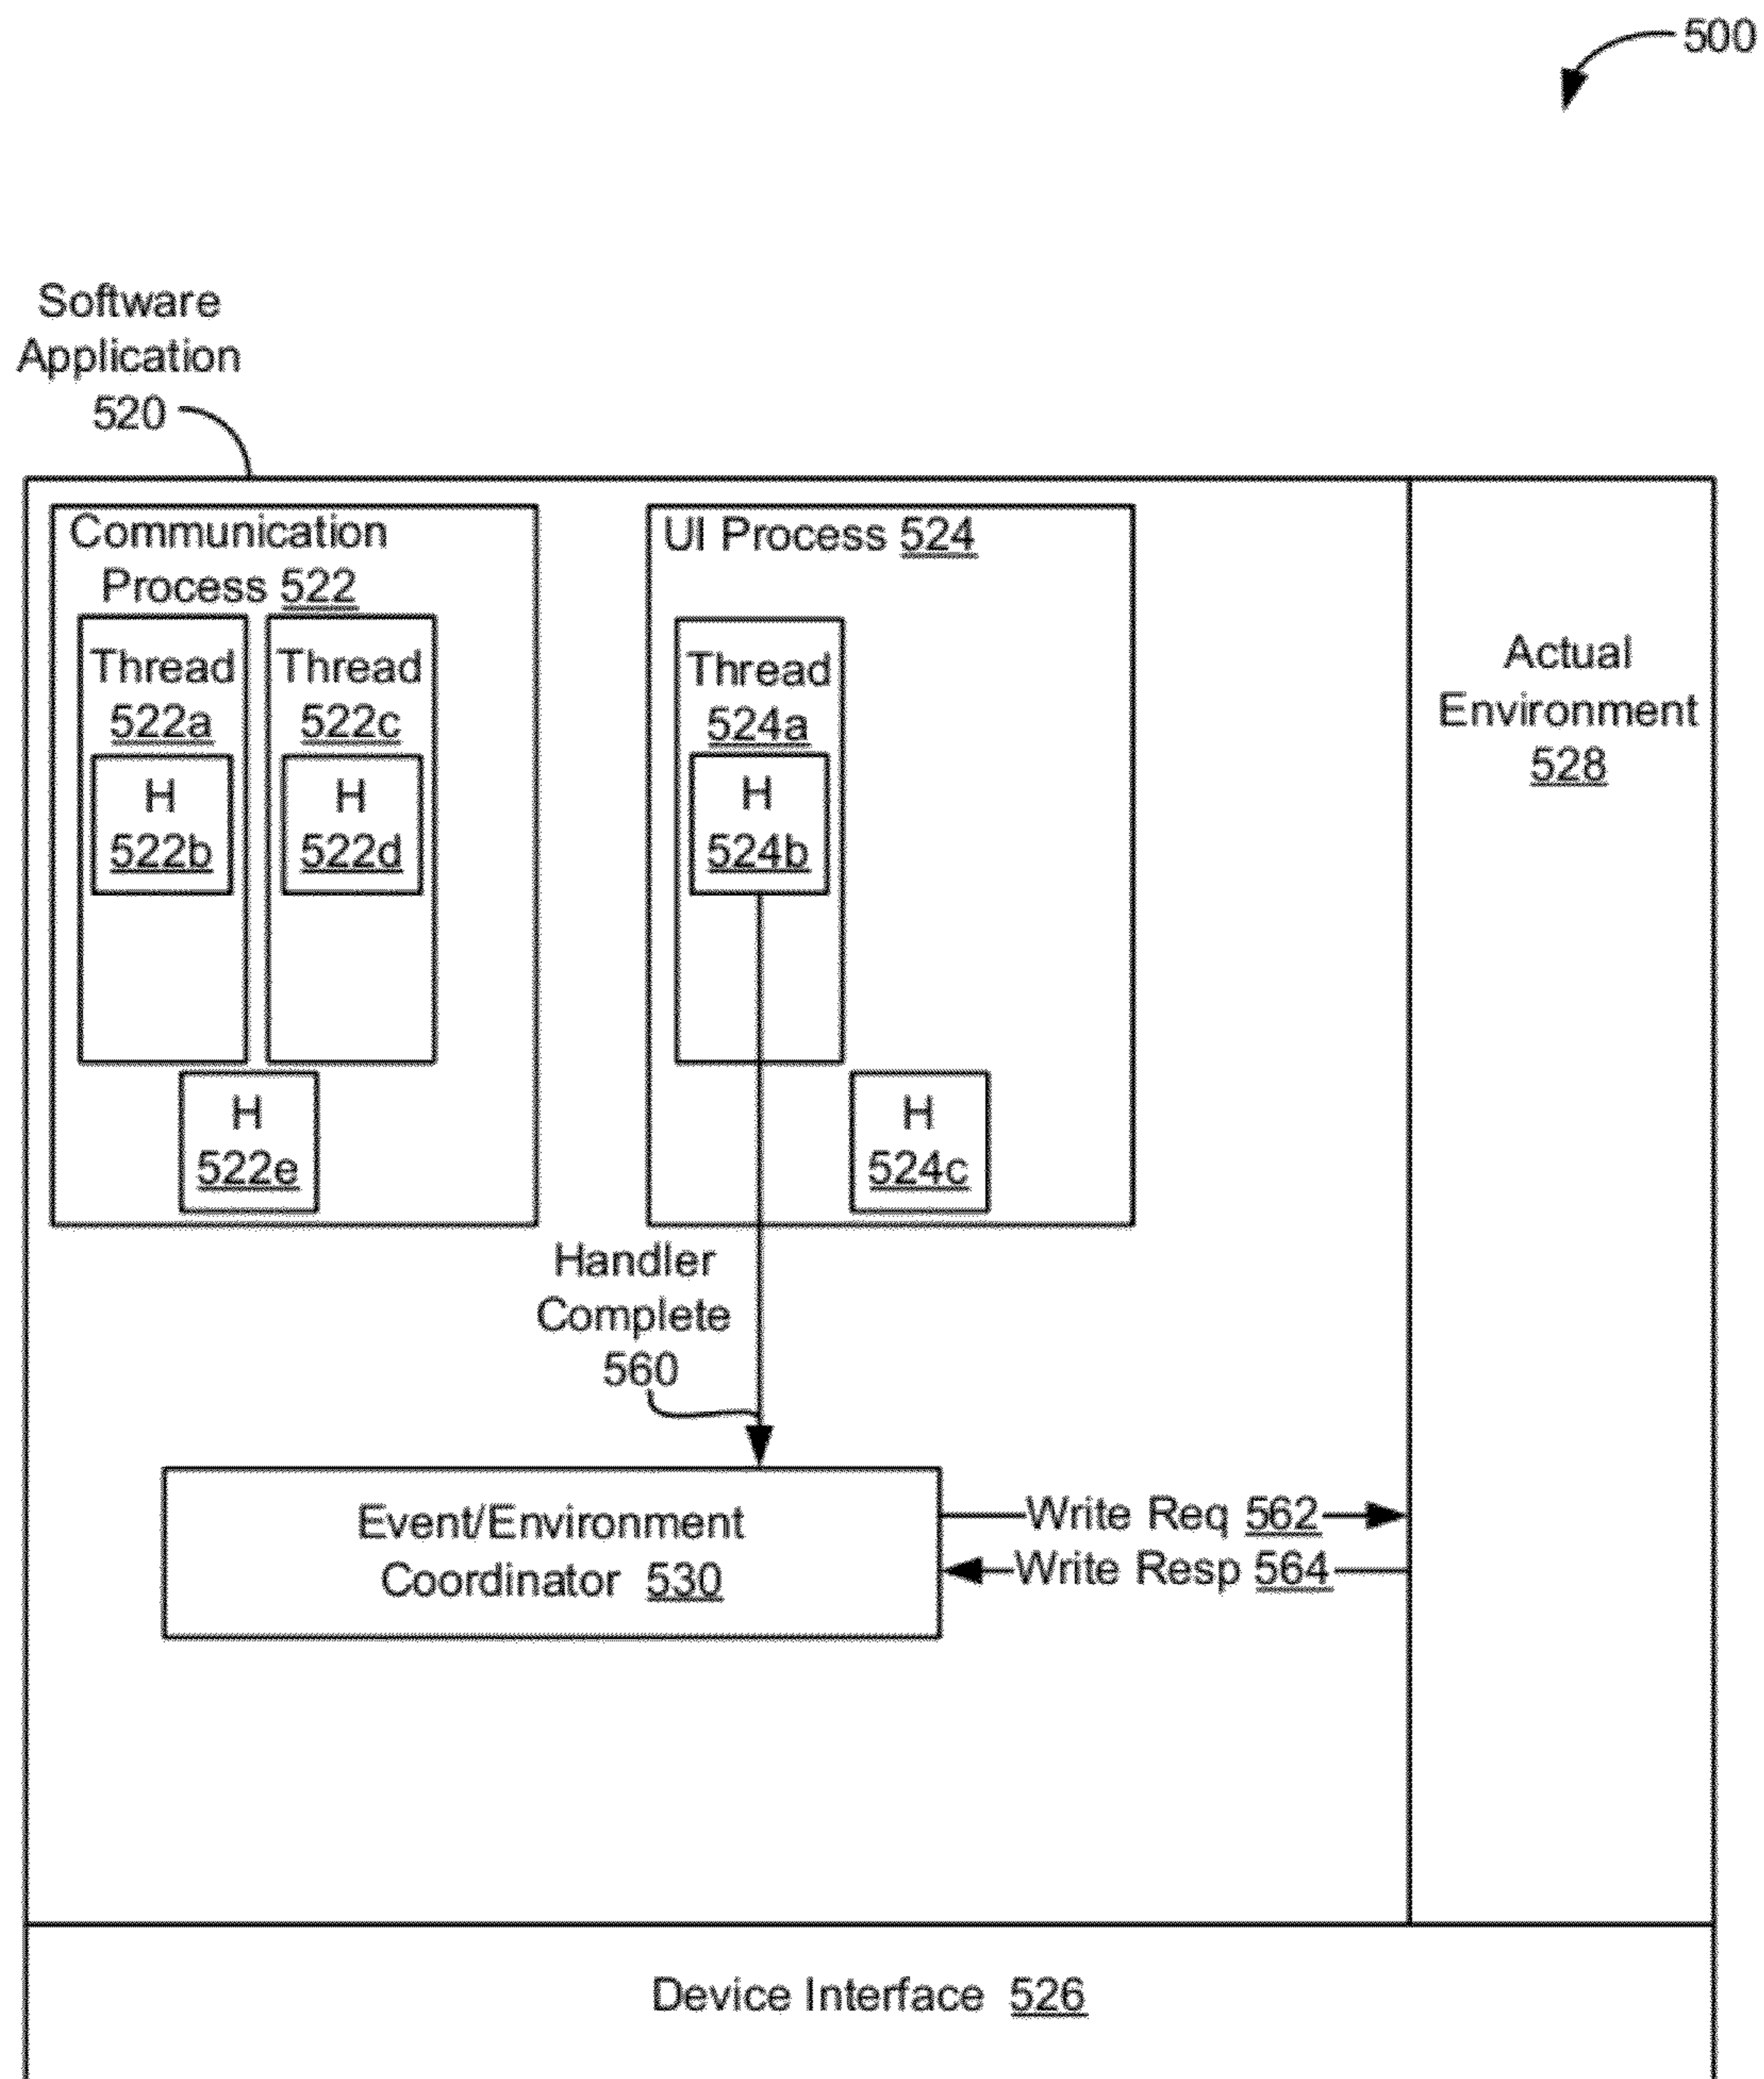 500
Software
Application
520
Communication
Process 522
Thread
522a
H
522b
Thread
522c
H
522d
H
522e
UI Process 524
Thread
524a
H
524b
H
524c
Actual
Environment
528
Handler
Complete
560
Event/Environment
Coordinator 530
Write Req 562
Write Resp 564
Device Interface 526